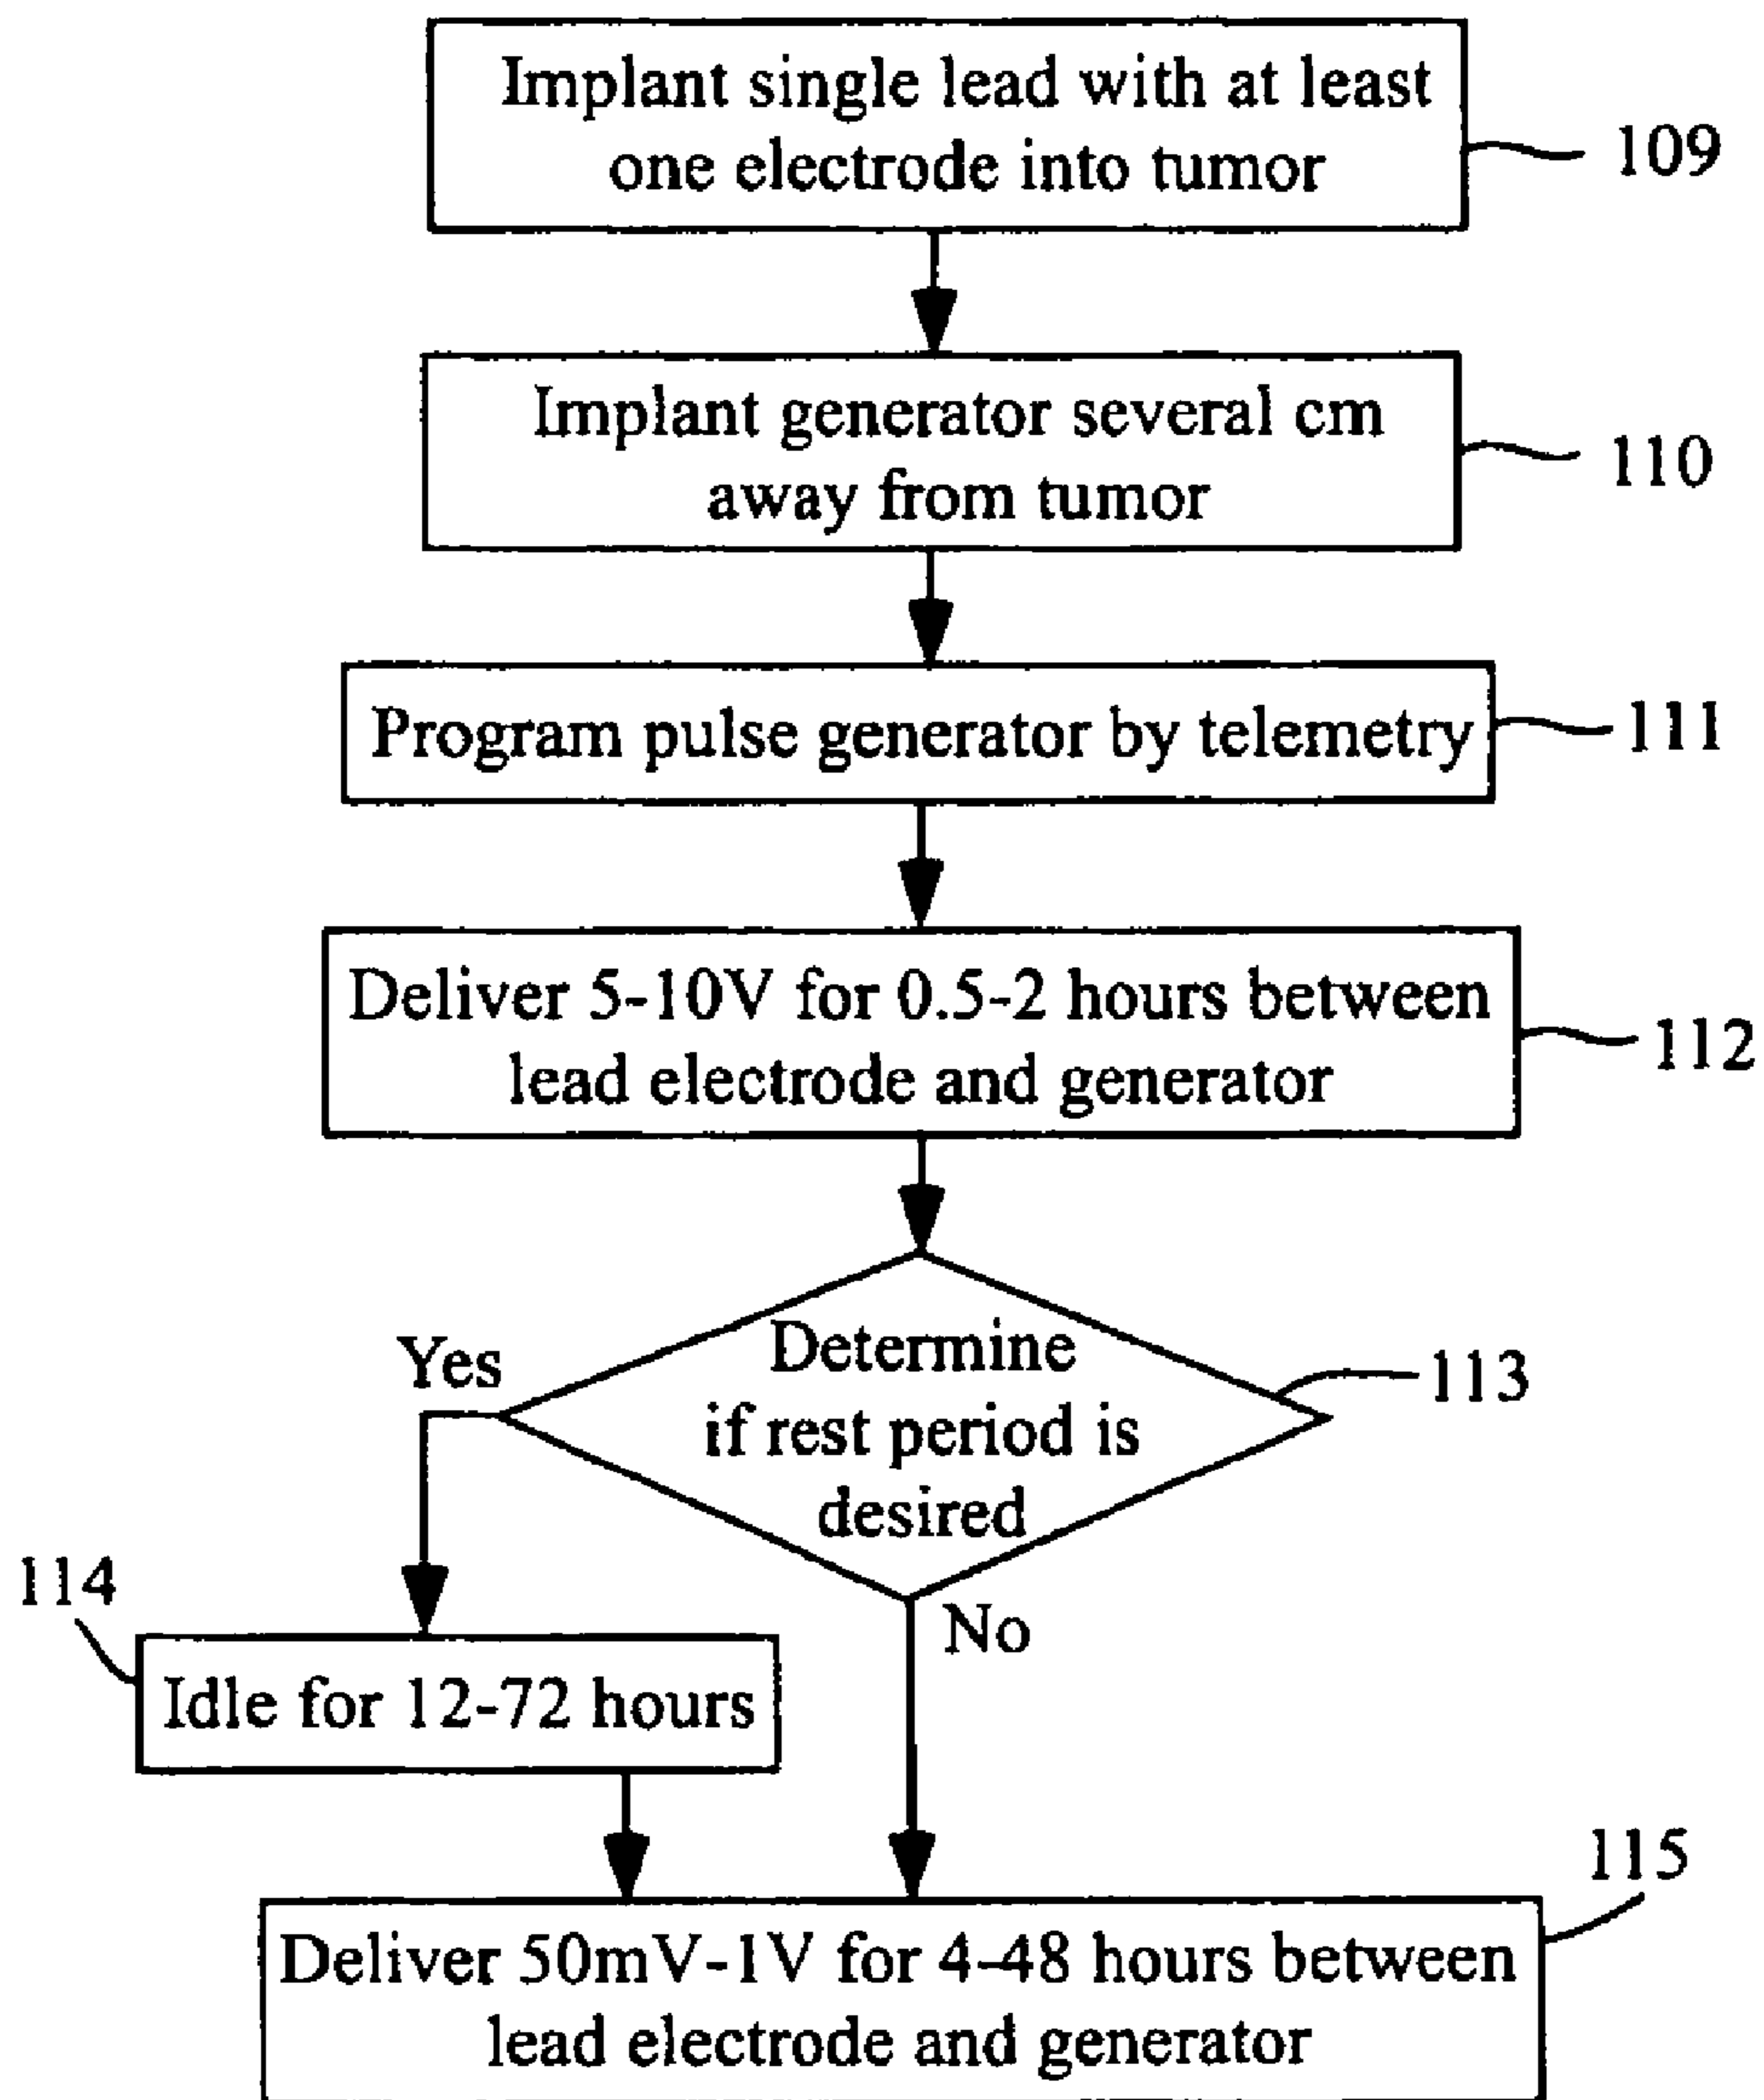 Implant single lead with at least
one electrode into tumor
109
Implant generator several cm
away from tumor
110
Program pulse generator by telemetry
111
Deliver 5-10V for 0.5-2 hours between
lead electrode and generator
112
Determine
if rest period is
desired
113
Yes
No
114
Idle for 12-72 hours
115
Deliver 50mV-1V for 4-48 hours between
lead electrode and generator